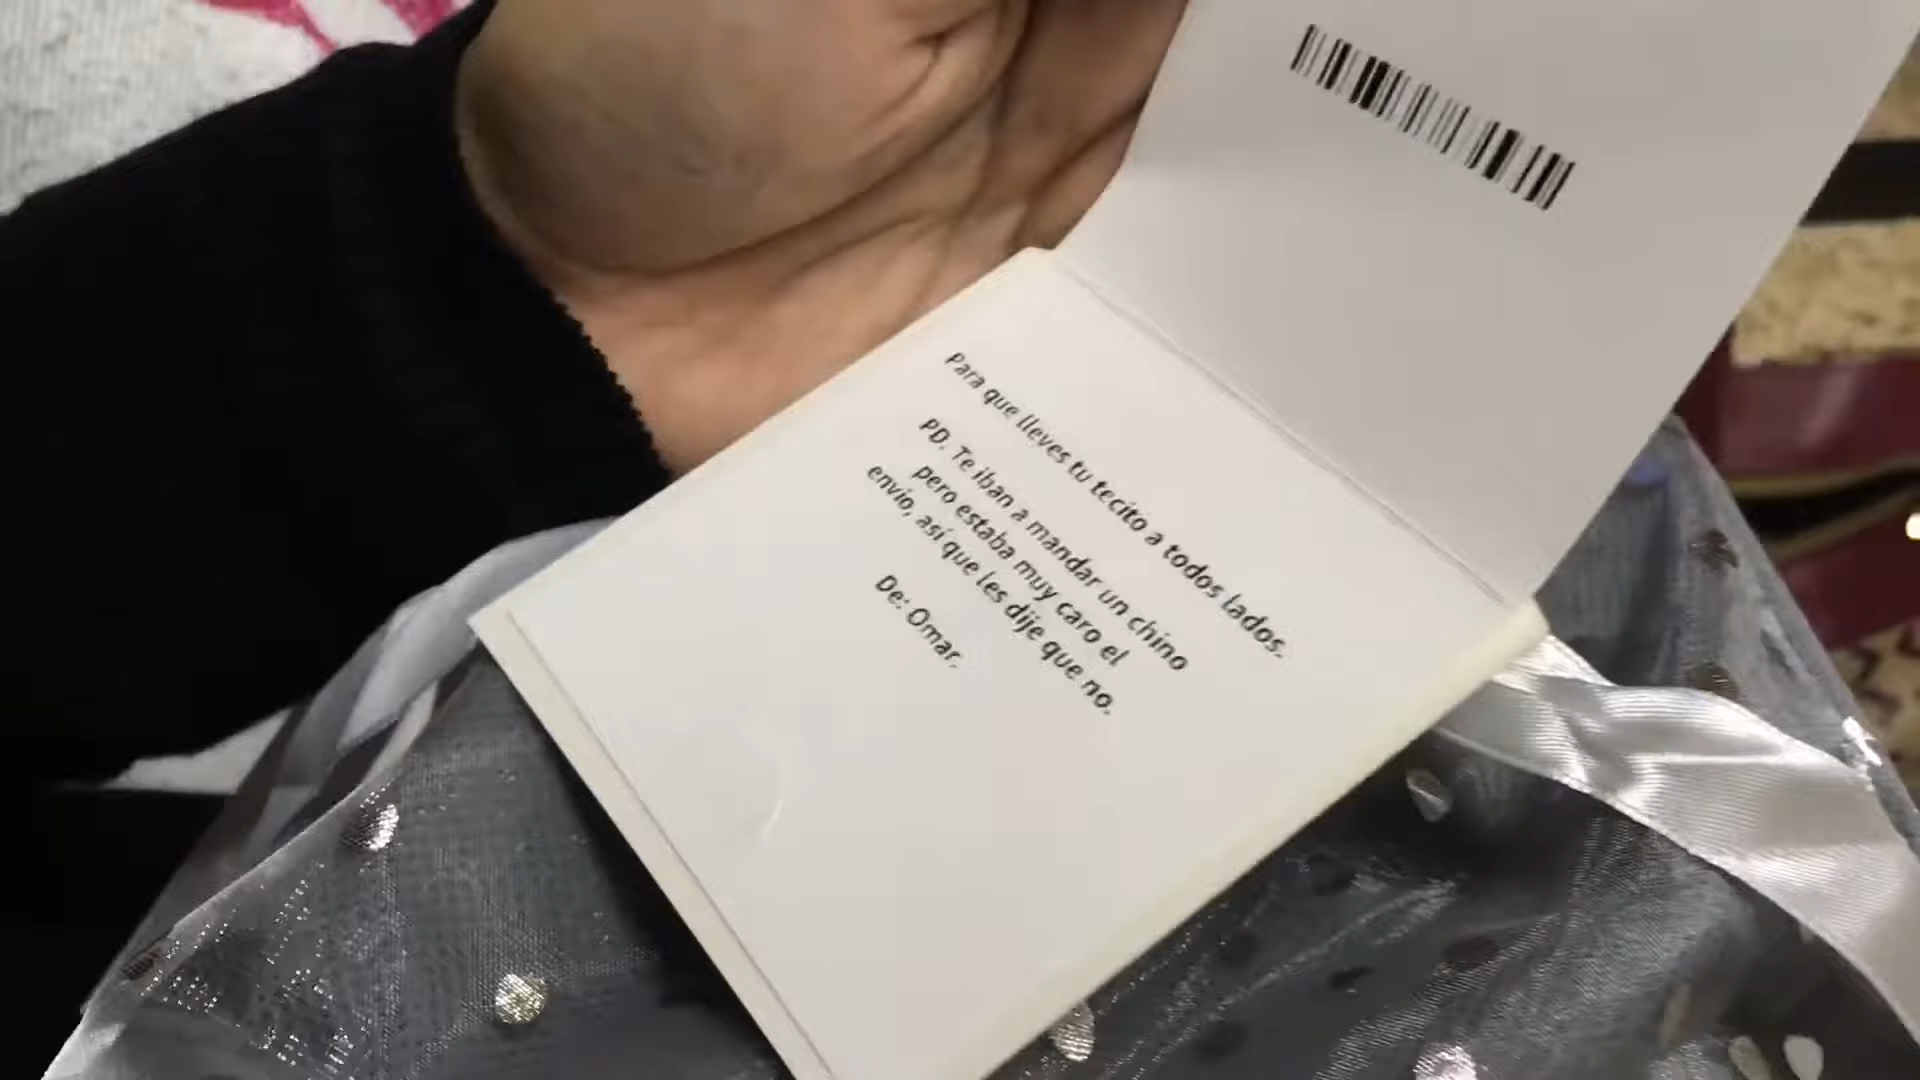 Para que lleves tu tecito a todos lados.
PD. Te iban a mandar un chino
pero estaba muy caro el
envío, así que les dije que no.
De: Omar.